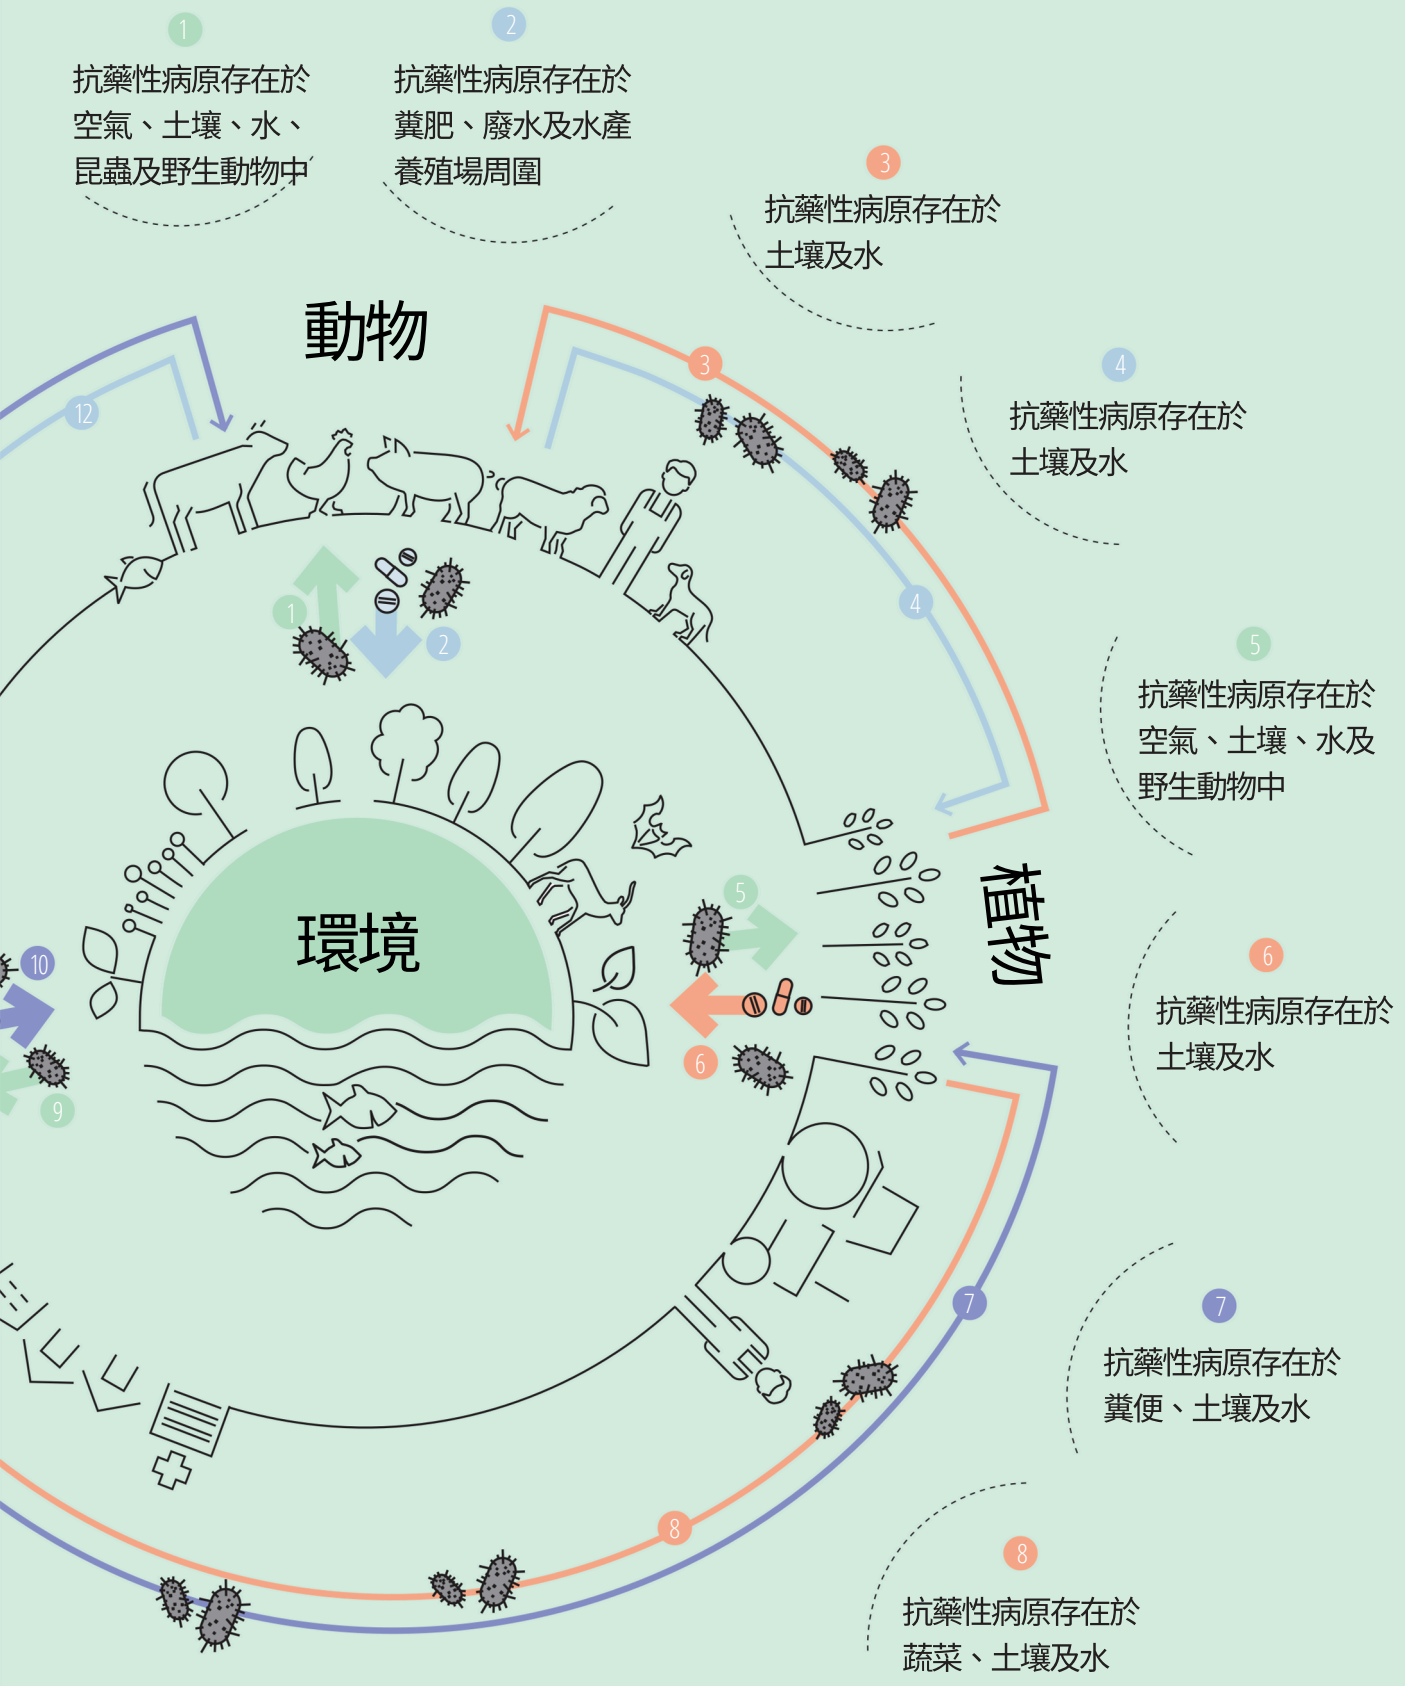 1
抗藥性病原存在於
空氣、土壤、水、
昆蟲及野生動物中
2
抗藥性病原存在於
糞肥、廢水及水產
養殖場周圍
3
抗藥性病原存在於
土壤及水
動物
3
12
4
抗藥性病原存在於
土壤及水
4
1
2
5
抗藥性病原存在於
空氣、土壤、水及
野生動物中
環境
5
植物
10
6
9
6
抗藥性病原存在於
土壤及水
7
7
抗藥性病原存在於
糞便、土壤及水
8
8
抗藥性病原存在於
蔬菜、土壤及水